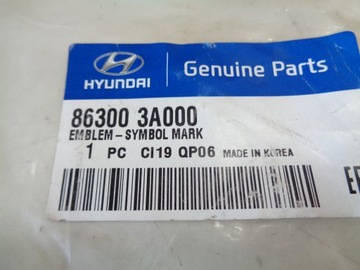 HYUNDAI
Genuine Parts
86300 3A000
EMBLEM-SYMBOL MARK
1 PC CI19 QP06 MADE IN KOREA